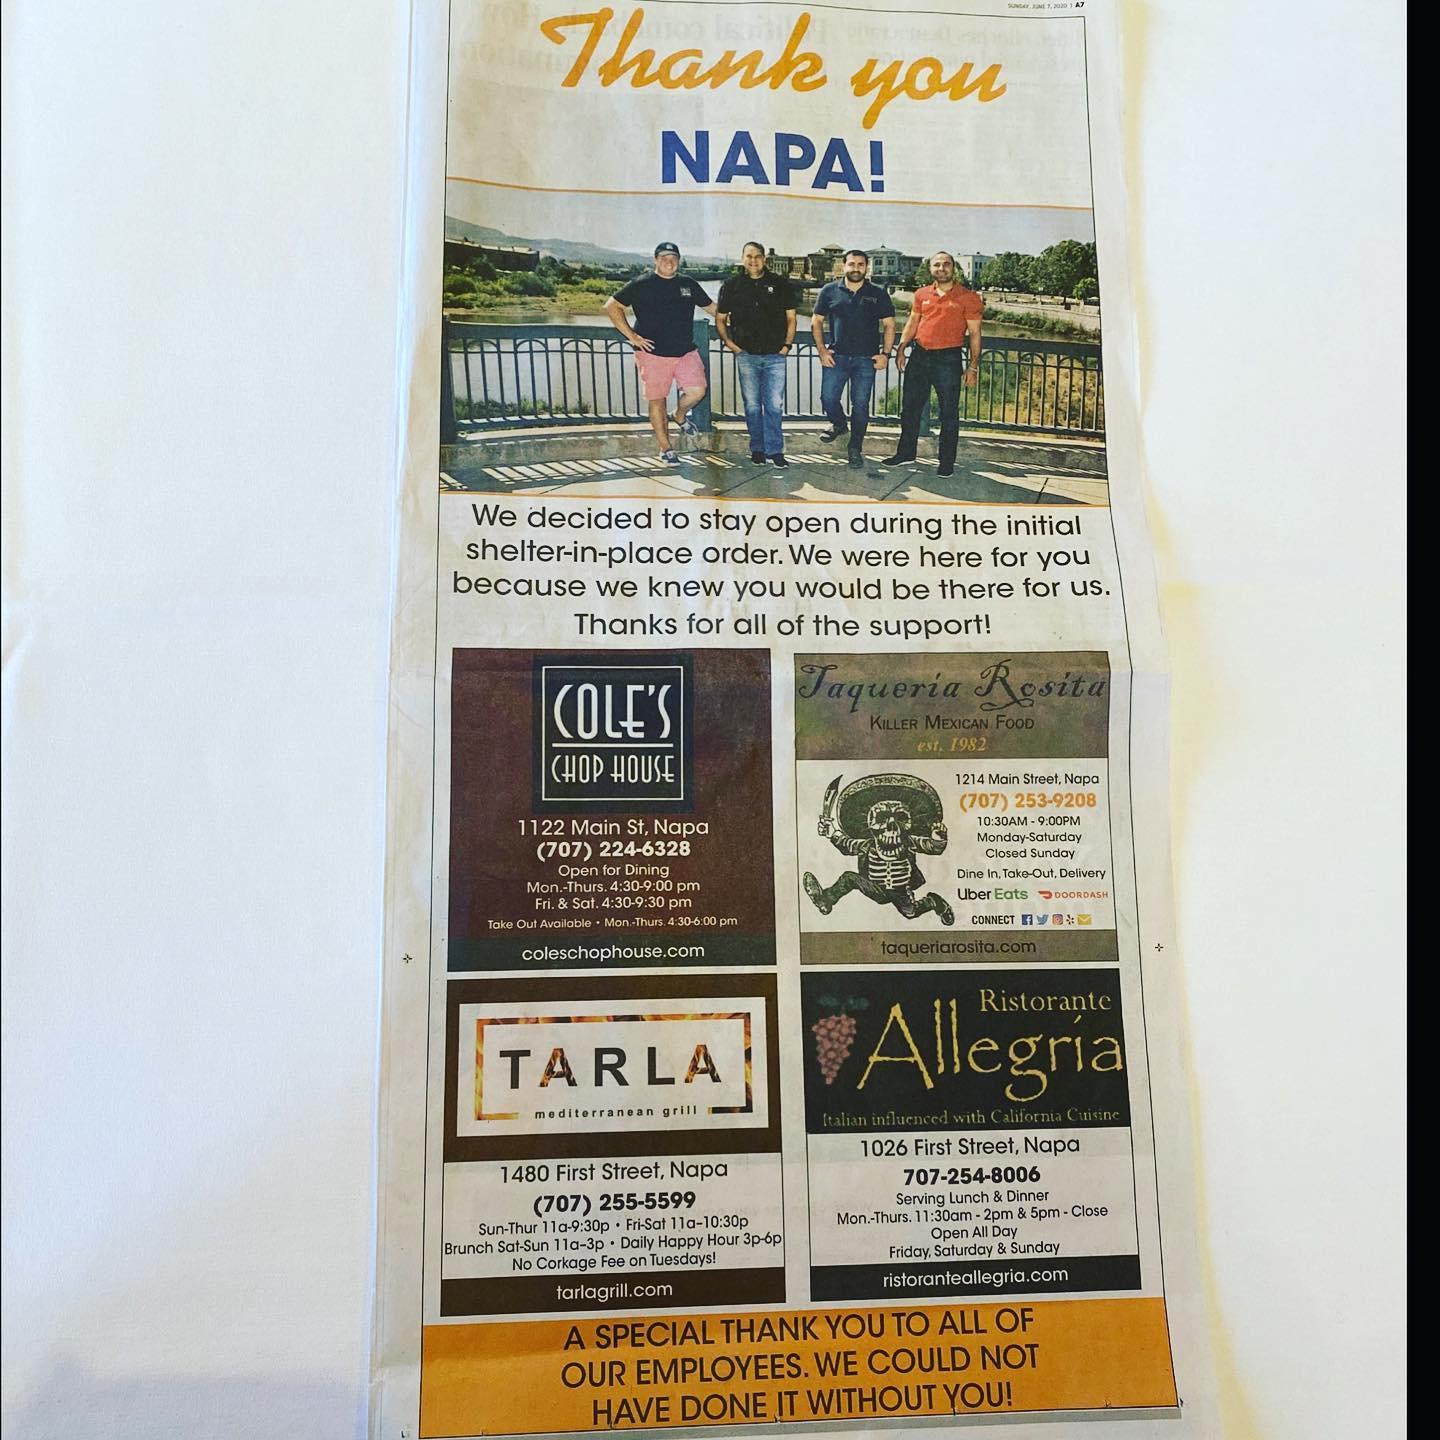 SUNDAY, JUNE 7, 2020 | A7
Thank you
NAPA!
We decided to stay open during the initial
shelter-in-place order. We were here for you
because we knew you would be there for us.
Thanks for all of the support!
COLE'S
CHOP HOUSE
1122 Main St, Napa
(707) 224-6328
Open for Dining
Mon.-Thurs. 4:30-9:00 pm
Fri. & Sat. 4:30-9:30 pm
Take Out Available • Mon.-Thurs. 4:30-6:00 pm
coleschophouse.com
Taqueria Rosita
KILLER MEXICAN FOOD
est. 1982
1214 Main Street, Napa
(707) 253-9208
10:30AM - 9:00PM
Monday-Saturday
Closed Sunday
Dine In, Take-Out, Delivery
Uber Eats DOORDASH
CONNECT
taqueriarosita.com
TARLA
mediterranean grill
1480 First Street, Napa
(707) 255-5599
Sun-Thur 11a-9:30p • Fri-Sat 11a-10:30p
Brunch Sat-Sun 11a-3p • Daily Happy Hour 3p-6p
No Corkage Fee on Tuesdays!
tarlagrill.com
Ristorante
Allegria
Italian influenced with California Cuisine
1026 First Street, Napa
707-254-8006
Serving Lunch & Dinner
Mon.-Thurs. 11:30am - 2pm & 5pm - Close
Open All Day
Friday, Saturday & Sunday
ristoranteallegria.com
A SPECIAL THANK YOU TO ALL OF
OUR EMPLOYEES. WE COULD NOT
HAVE DONE IT WITHOUT YOU!